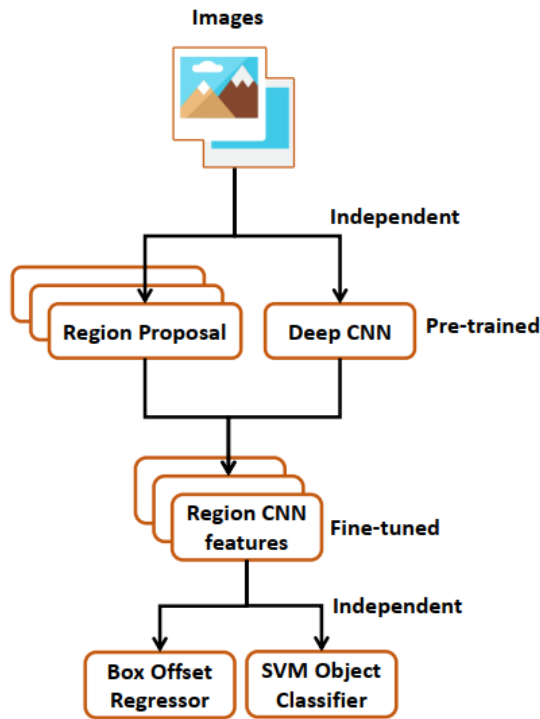 Images
Independent
Region Proposal
Deep CNN
Pre-trained
Region CNN
features
Fine-tuned
Independent
Box Offset
Regressor
SVM Object
Classifier